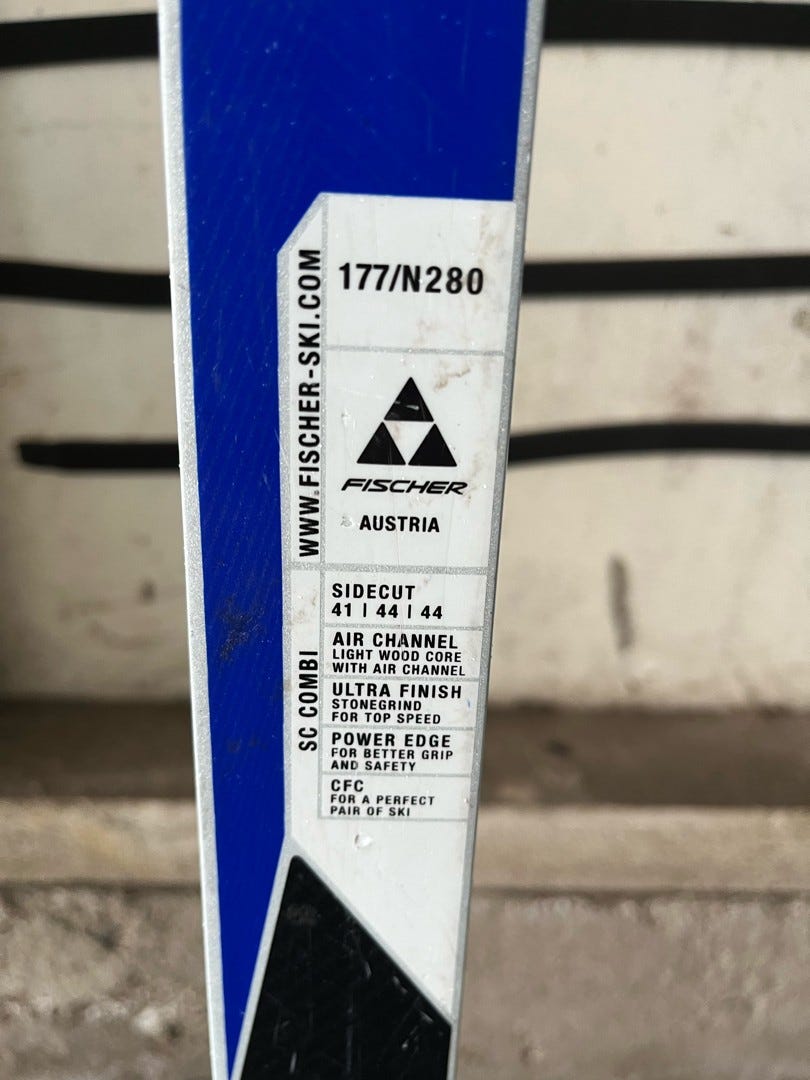 177/N280
WWW.FISCHER-SKI.COM
FISCHER
AUSTRIA
SC COMBI
SIDECUT
41 | 44 | 44
AIR CHANNEL
LIGHT WOOD CORE
WITH AIR CHANNEL
ULTRA FINISH
STONEGRIND
FOR TOP SPEED
POWER EDGE
FOR BETTER GRIP
AND SAFETY
CFC
FOR A PERFECT
PAIR OF SKI